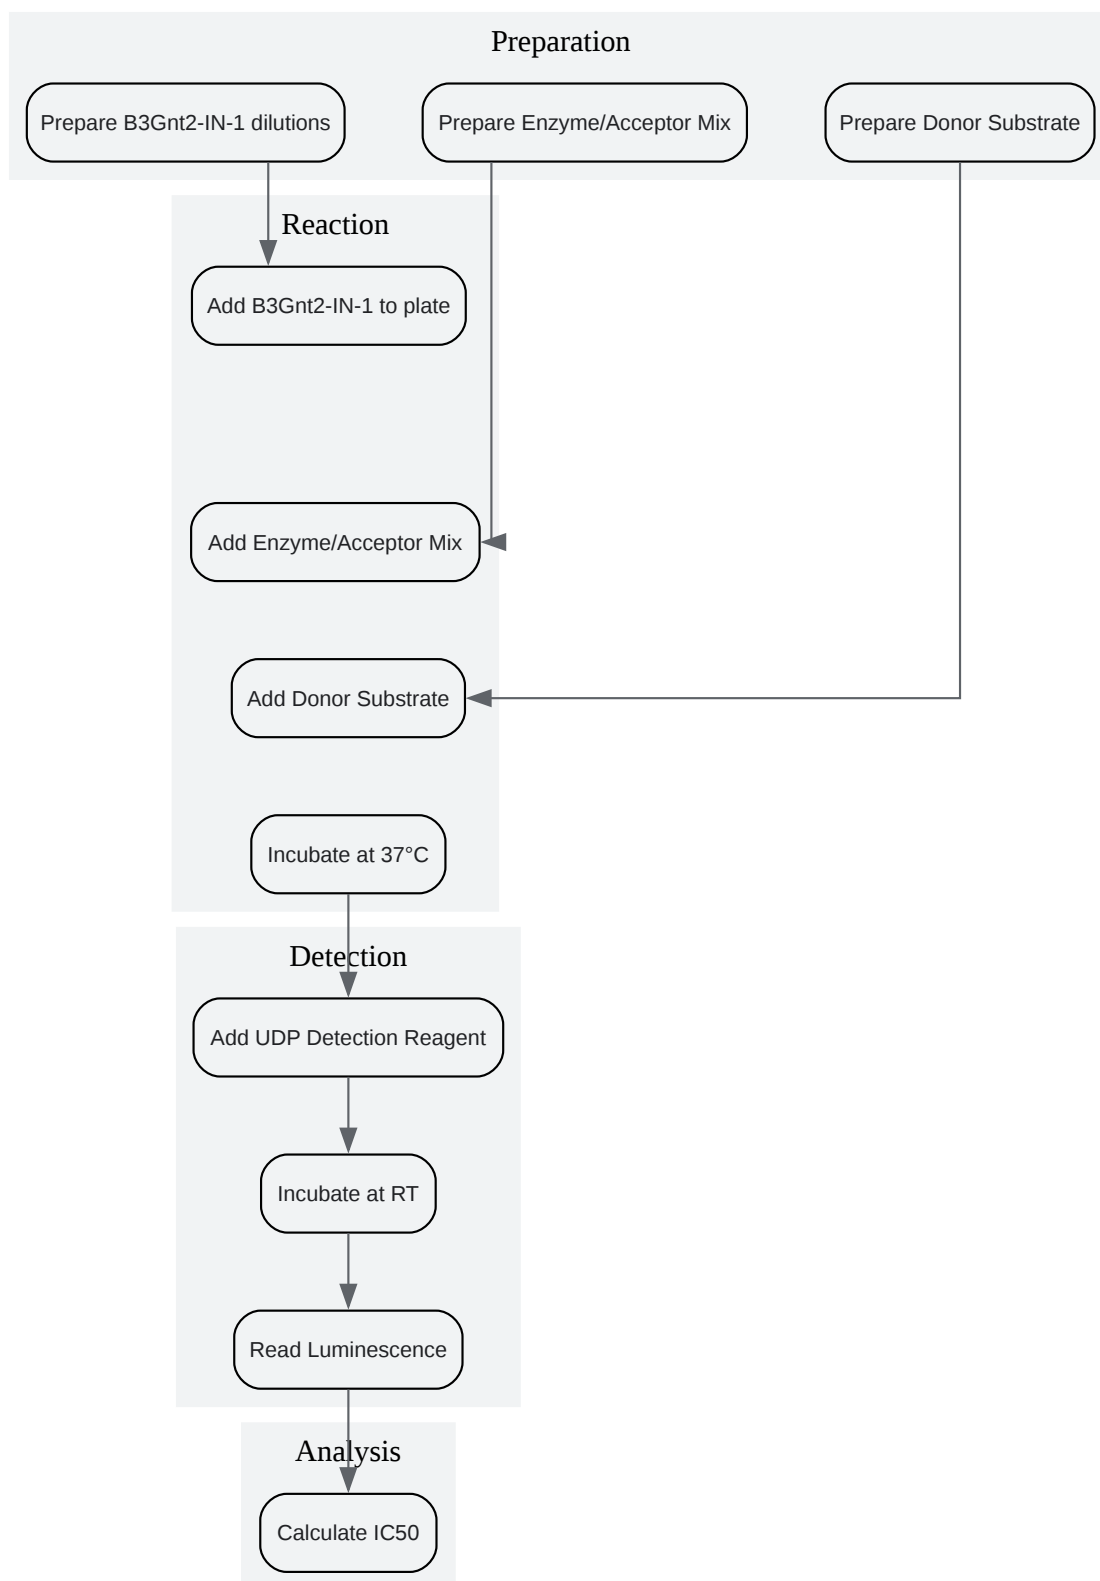 Preparation
Prepare B3Gnt2-IN-1 dilutions
Prepare Enzyme/Acceptor Mix
Prepare Donor Substrate
Reaction
Add B3Gnt2-IN-1 to plate
Add Enzyme/Acceptor Mix
Add Donor Substrate
Incubate at 37°C
Detection
Add UDP Detection Reagent
Incubate at RT
Read Luminescence
Analysis
Calculate IC50